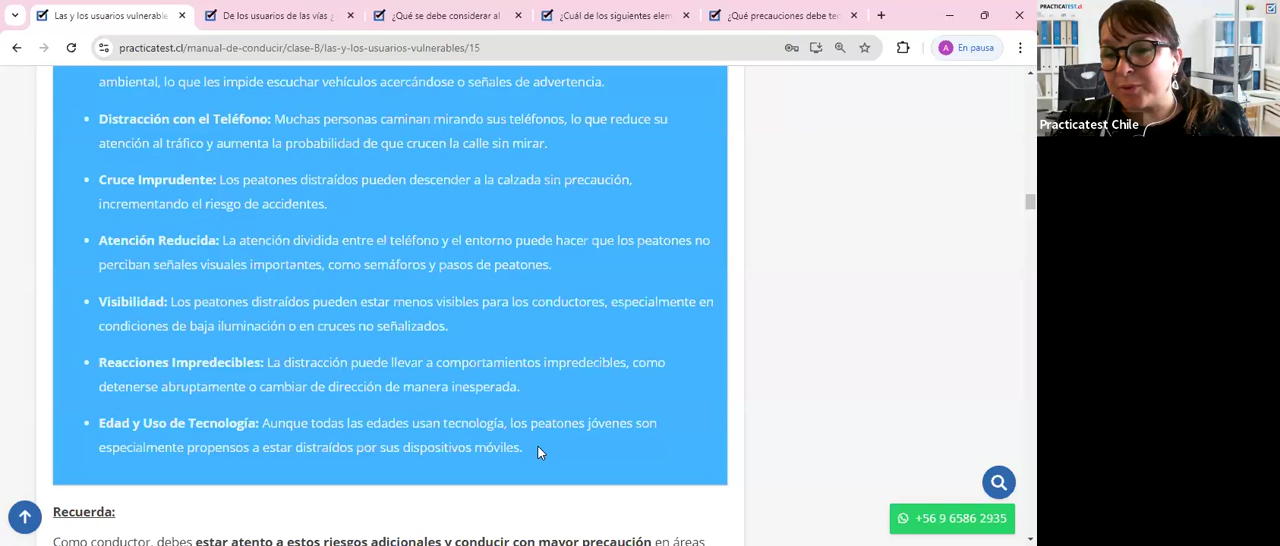 Las y los usuarios vulnerable
De los usuarios de las vías ¿
¿Qué se debe considerar al
¿Cuál de los siguientes elem
¿Qué precauciones debe ten
practicatest.cl/manual-de-conducir/clase-B/las-y-los-usuarios-vulnerables/15
A En pausa
PRACTICATEST.cl
Practicatest Chile
ambiental, lo que les impide escuchar vehículos acercándose o señales de advertencia.
• Distracción con el Teléfono: Muchas personas caminan mirando sus teléfonos, lo que reduce su
atención al tráfico y aumenta la probabilidad de que crucen la calle sin mirar.
• Cruce Imprudente: Los peatones distraídos pueden descender a la calzada sin precaución,
incrementando el riesgo de accidentes.
• Atención Reducida: La atención dividida entre el teléfono y el entorno puede hacer que los peatones no
perciban señales visuales importantes, como semáforos y pasos de peatones.
• Visibilidad: Los peatones distraídos pueden estar menos visibles para los conductores, especialmente en
condiciones de baja iluminación o en cruces no señalizados.
• Reacciones Impredecibles: La distracción puede llevar a comportamientos impredecibles, como
detenerse abruptamente o cambiar de dirección de manera inesperada.
• Edad y Uso de Tecnología: Aunque todas las edades usan tecnología, los peatones jóvenes son
especialmente propensos a estar distraídos por sus dispositivos móviles.
Recuerda:
Como conductor, debes estar atento a estos riesgos adicionales y conducir con mayor precaución en áreas
+56 9 6586 2935